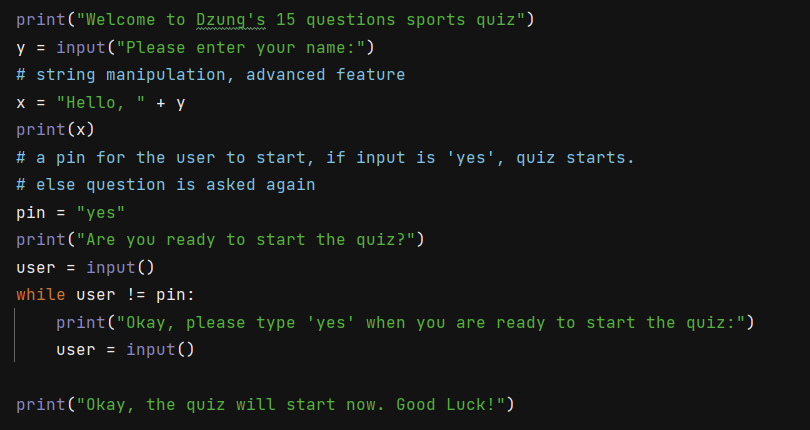 print("Welcome to Dzung's 15 questions sports quiz")
y = input("Please enter your name:")
# string manipulation, advanced feature
x = "Hello, " + y
print(x)
# a pin for the user to start, if input is 'yes', quiz starts.
# else question is asked again
pin = "yes"
print("Are you ready to start the quiz?")
user = input()
while user != pin:
    print("Okay, please type 'yes' when you are ready to start the quiz:")
    user = input()
print("Okay, the quiz will start now. Good Luck!")